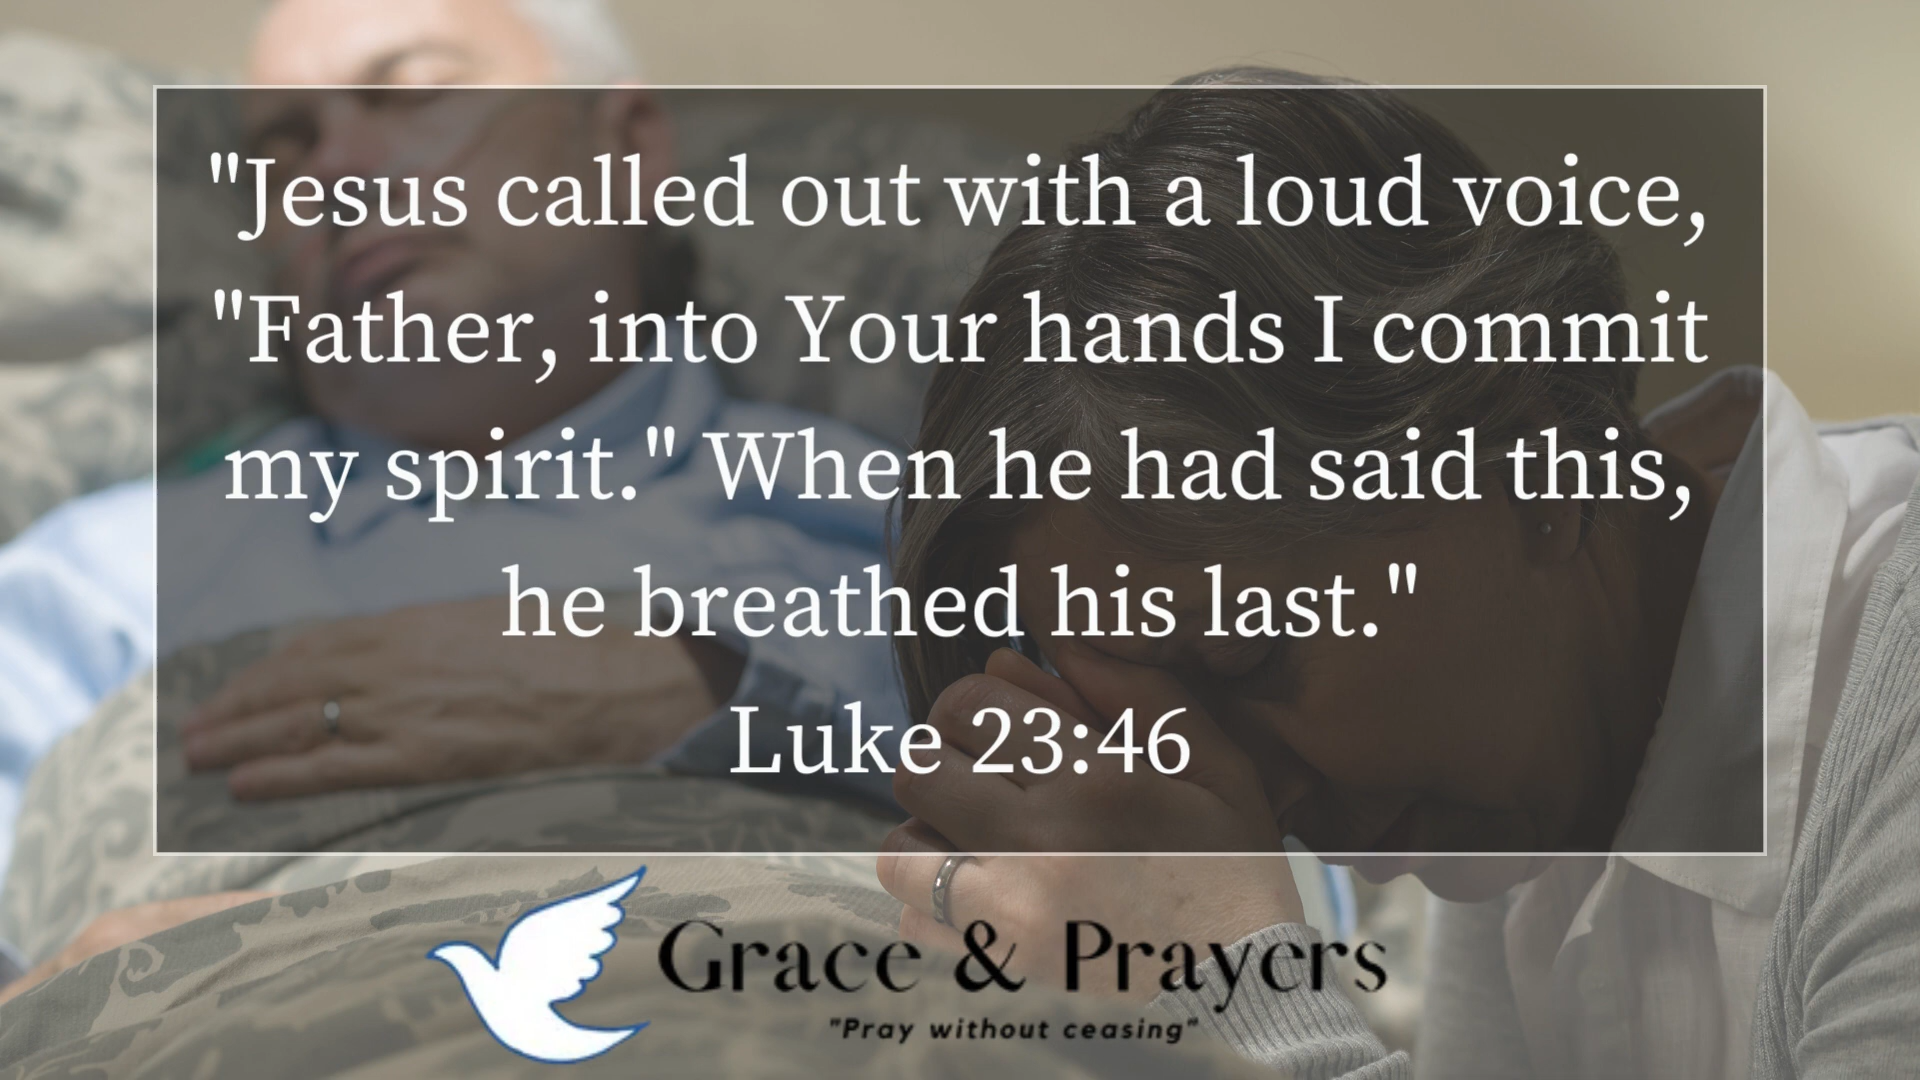 "Jesus called out with a loud voice,
"Father, into Your hands I commit
my spirit." When he had said this,
he breathed his last."
Luke 23:46
Grace & Prayers
"Pray without ceasing"